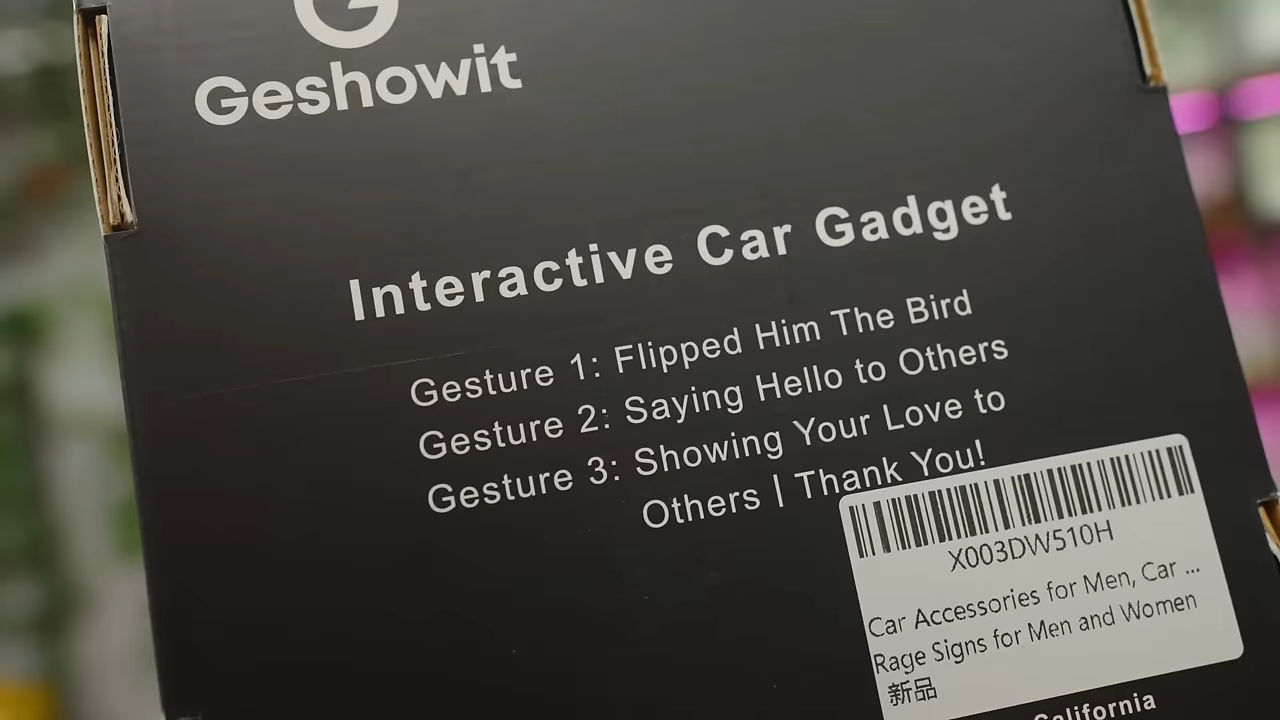 Geshowit
Interactive Car Gadget
Gesture 1: Flipped Him The Bird
Gesture 2: Saying Hello to Others
Gesture 3: Showing Your Love to
Others | Thank You!
X003DW510H
Car Accessories for Men, Car ...
Rage Signs for Men and Women
新品
California